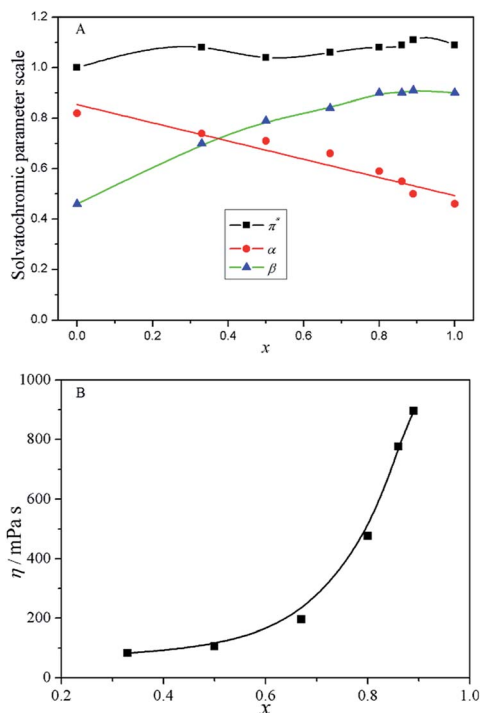 A
Solvatochromic parameter scale
1.2
1.0
0.8
0.6
0.4
0.2
0.0
π*
α
β
0.0 0.2 0.4 0.6 0.8 1.0
x
B
η / mPa s
1000
800
600
400
200
0
0.2 0.4 0.6 0.8 1.0
x